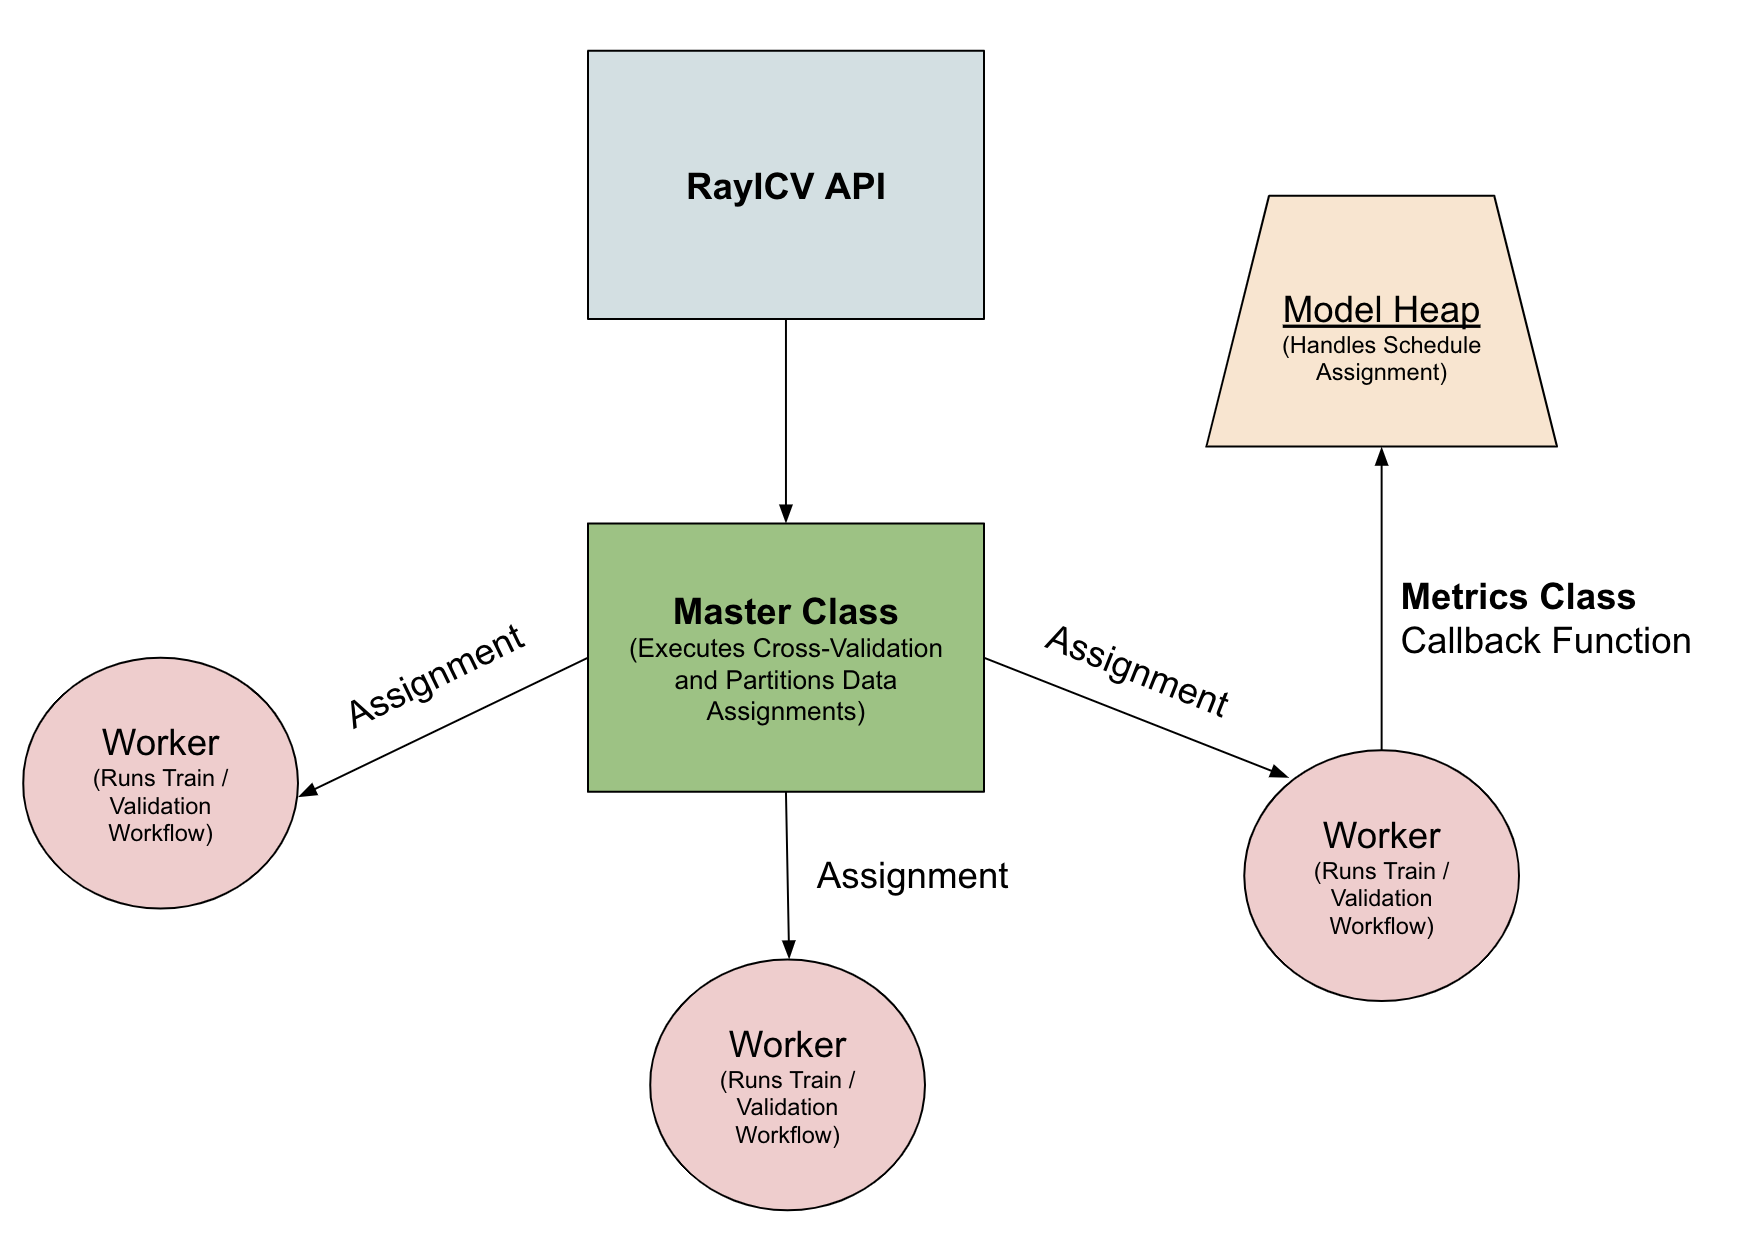 RayICV API
Model Heap
(Handles Schedule
Assignment)
Master Class
(Executes Cross-Validation
and Partitions Data
Assignments)
Metrics Class
Callback Function
Assignment
Assignment
Assignment
Worker
(Runs Train /
Validation
Workflow)
Worker
(Runs Train /
Validation
Workflow)
Worker
(Runs Train /
Validation
Workflow)